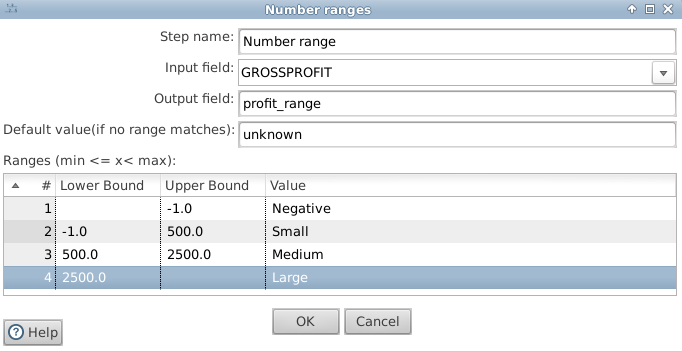 Number ranges
Step name: Number range
Input field: GROSSPROFIT
Output field: profit_range
Default value(if no range matches): unknown
Ranges (min <= x< max):
# Lower Bound Upper Bound Value
1 -1.0 Negative
2 -1.0 500.0 Small
3 500.0 2500.0 Medium
4 2500.0 Large
OK Cancel
Help